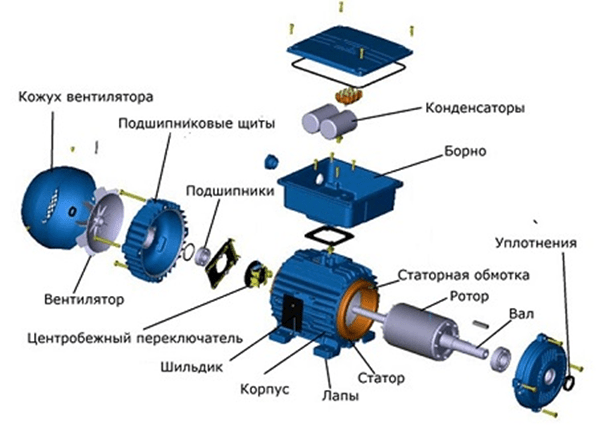 Кожух вентилятора
Подшипниковые щиты
Конденсаторы
Борно
Подшипники
Уплотнения
Статорная обмотка
Вентилятор
Ротор
Вал
Центробежный переключатель
Шильдик
Статор
Корпус
Лапы